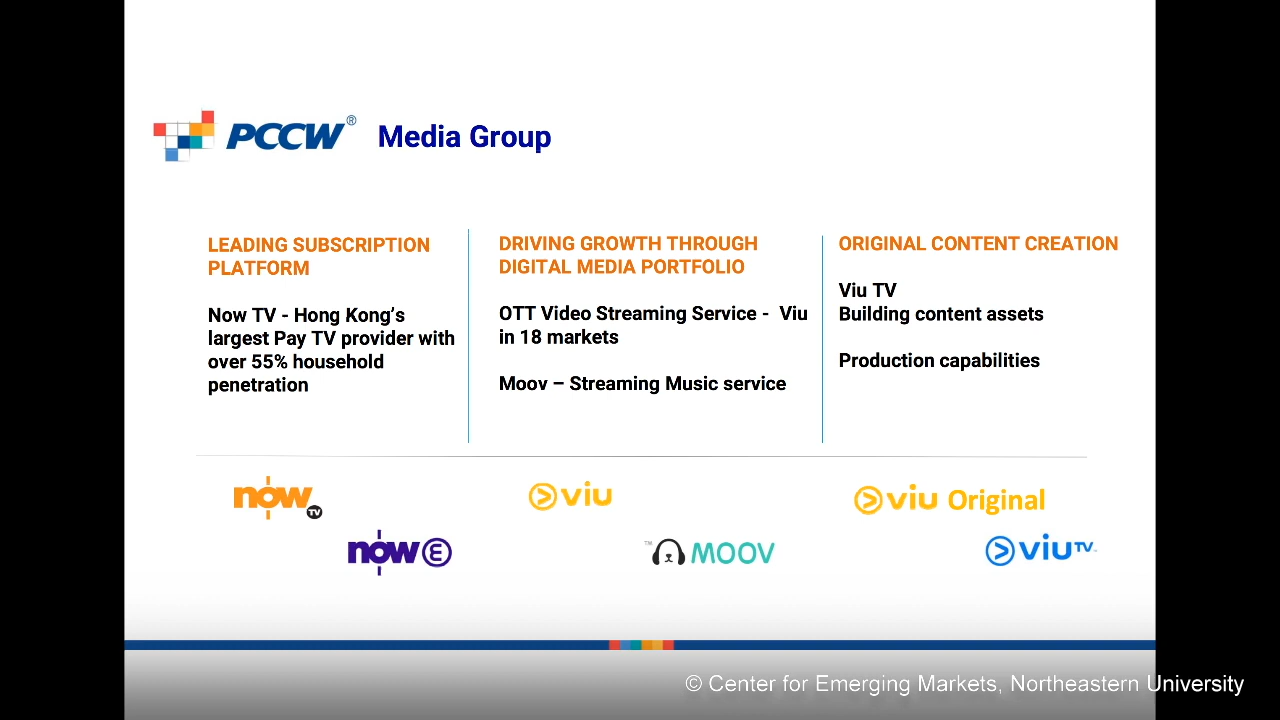 PCCW® Media Group
LEADING SUBSCRIPTION
PLATFORM
Now TV - Hong Kong’s
largest Pay TV provider with
over 55% household
penetration
DRIVING GROWTH THROUGH
DIGITAL MEDIA PORTFOLIO
OTT Video Streaming Service - Viu
in 18 markets
Moov – Streaming Music service
ORIGINAL CONTENT CREATION
Viu TV
Building content assets
Production capabilities
now TV
now E
viu
™ MOOV
viu Original
viu TV
© Center for Emerging Markets, Northeastern University